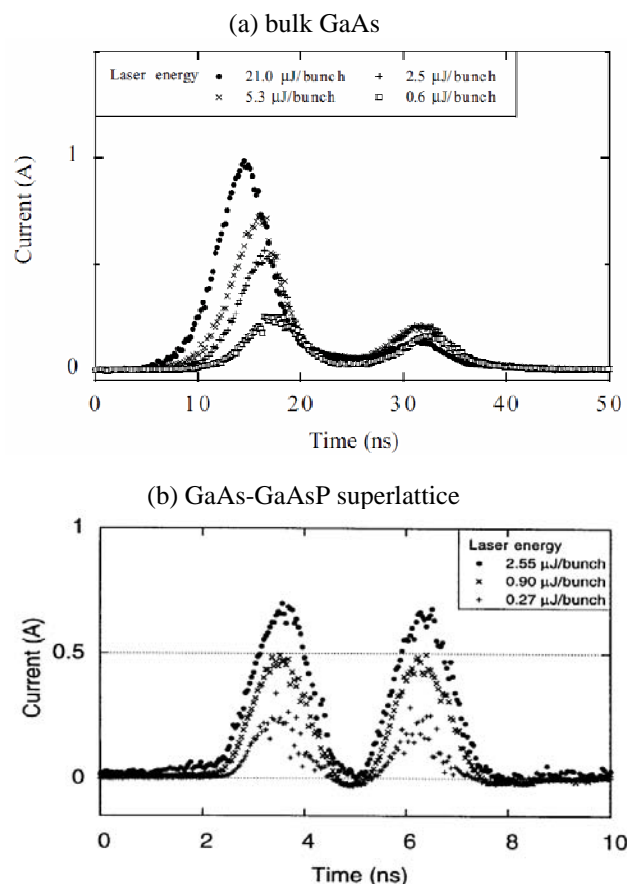 (a) bulk GaAs
Laser energy • 21.0 μJ/bunch + 2.5 μJ/bunch
× 5.3 μJ/bunch □ 0.6 μJ/bunch
1
0
Current (A)
0 10 20 30 40 50
Time (ns)
(b) GaAs-GaAsP superlattice
1
Laser energy
• 2.55 μJ/bunch
× 0.90 μJ/bunch
+ 0.27 μJ/bunch
0.5
0
Current (A)
0 2 4 6 8 10
Time (ns)